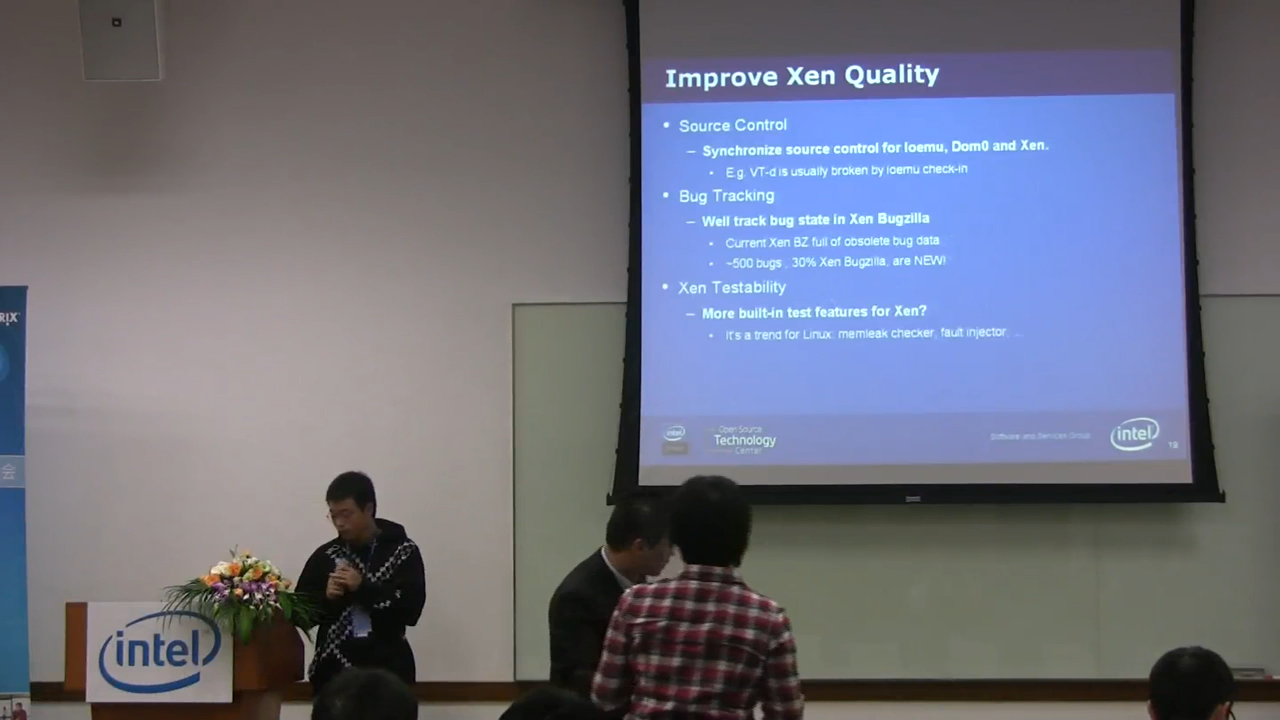 Improve Xen Quality
• Source Control
– Synchronize source control for Ioemu, Dom0 and Xen.
• E.g. VT-d is usually broken by ioemu check-in
• Bug Tracking
– Well track bug state in Xen Bugzilla
• Current Xen BZ full of obsolete bug data
• ~500 bugs , 30% Xen Bugzilla, are NEW!
• Xen Testability
– More built-in test features for Xen?
• It's a trend for Linux: memleak checker, fault injector, ...
intel
Open Source
Technology
Center
Software and Services Group
intel
19
RIX
会
intel